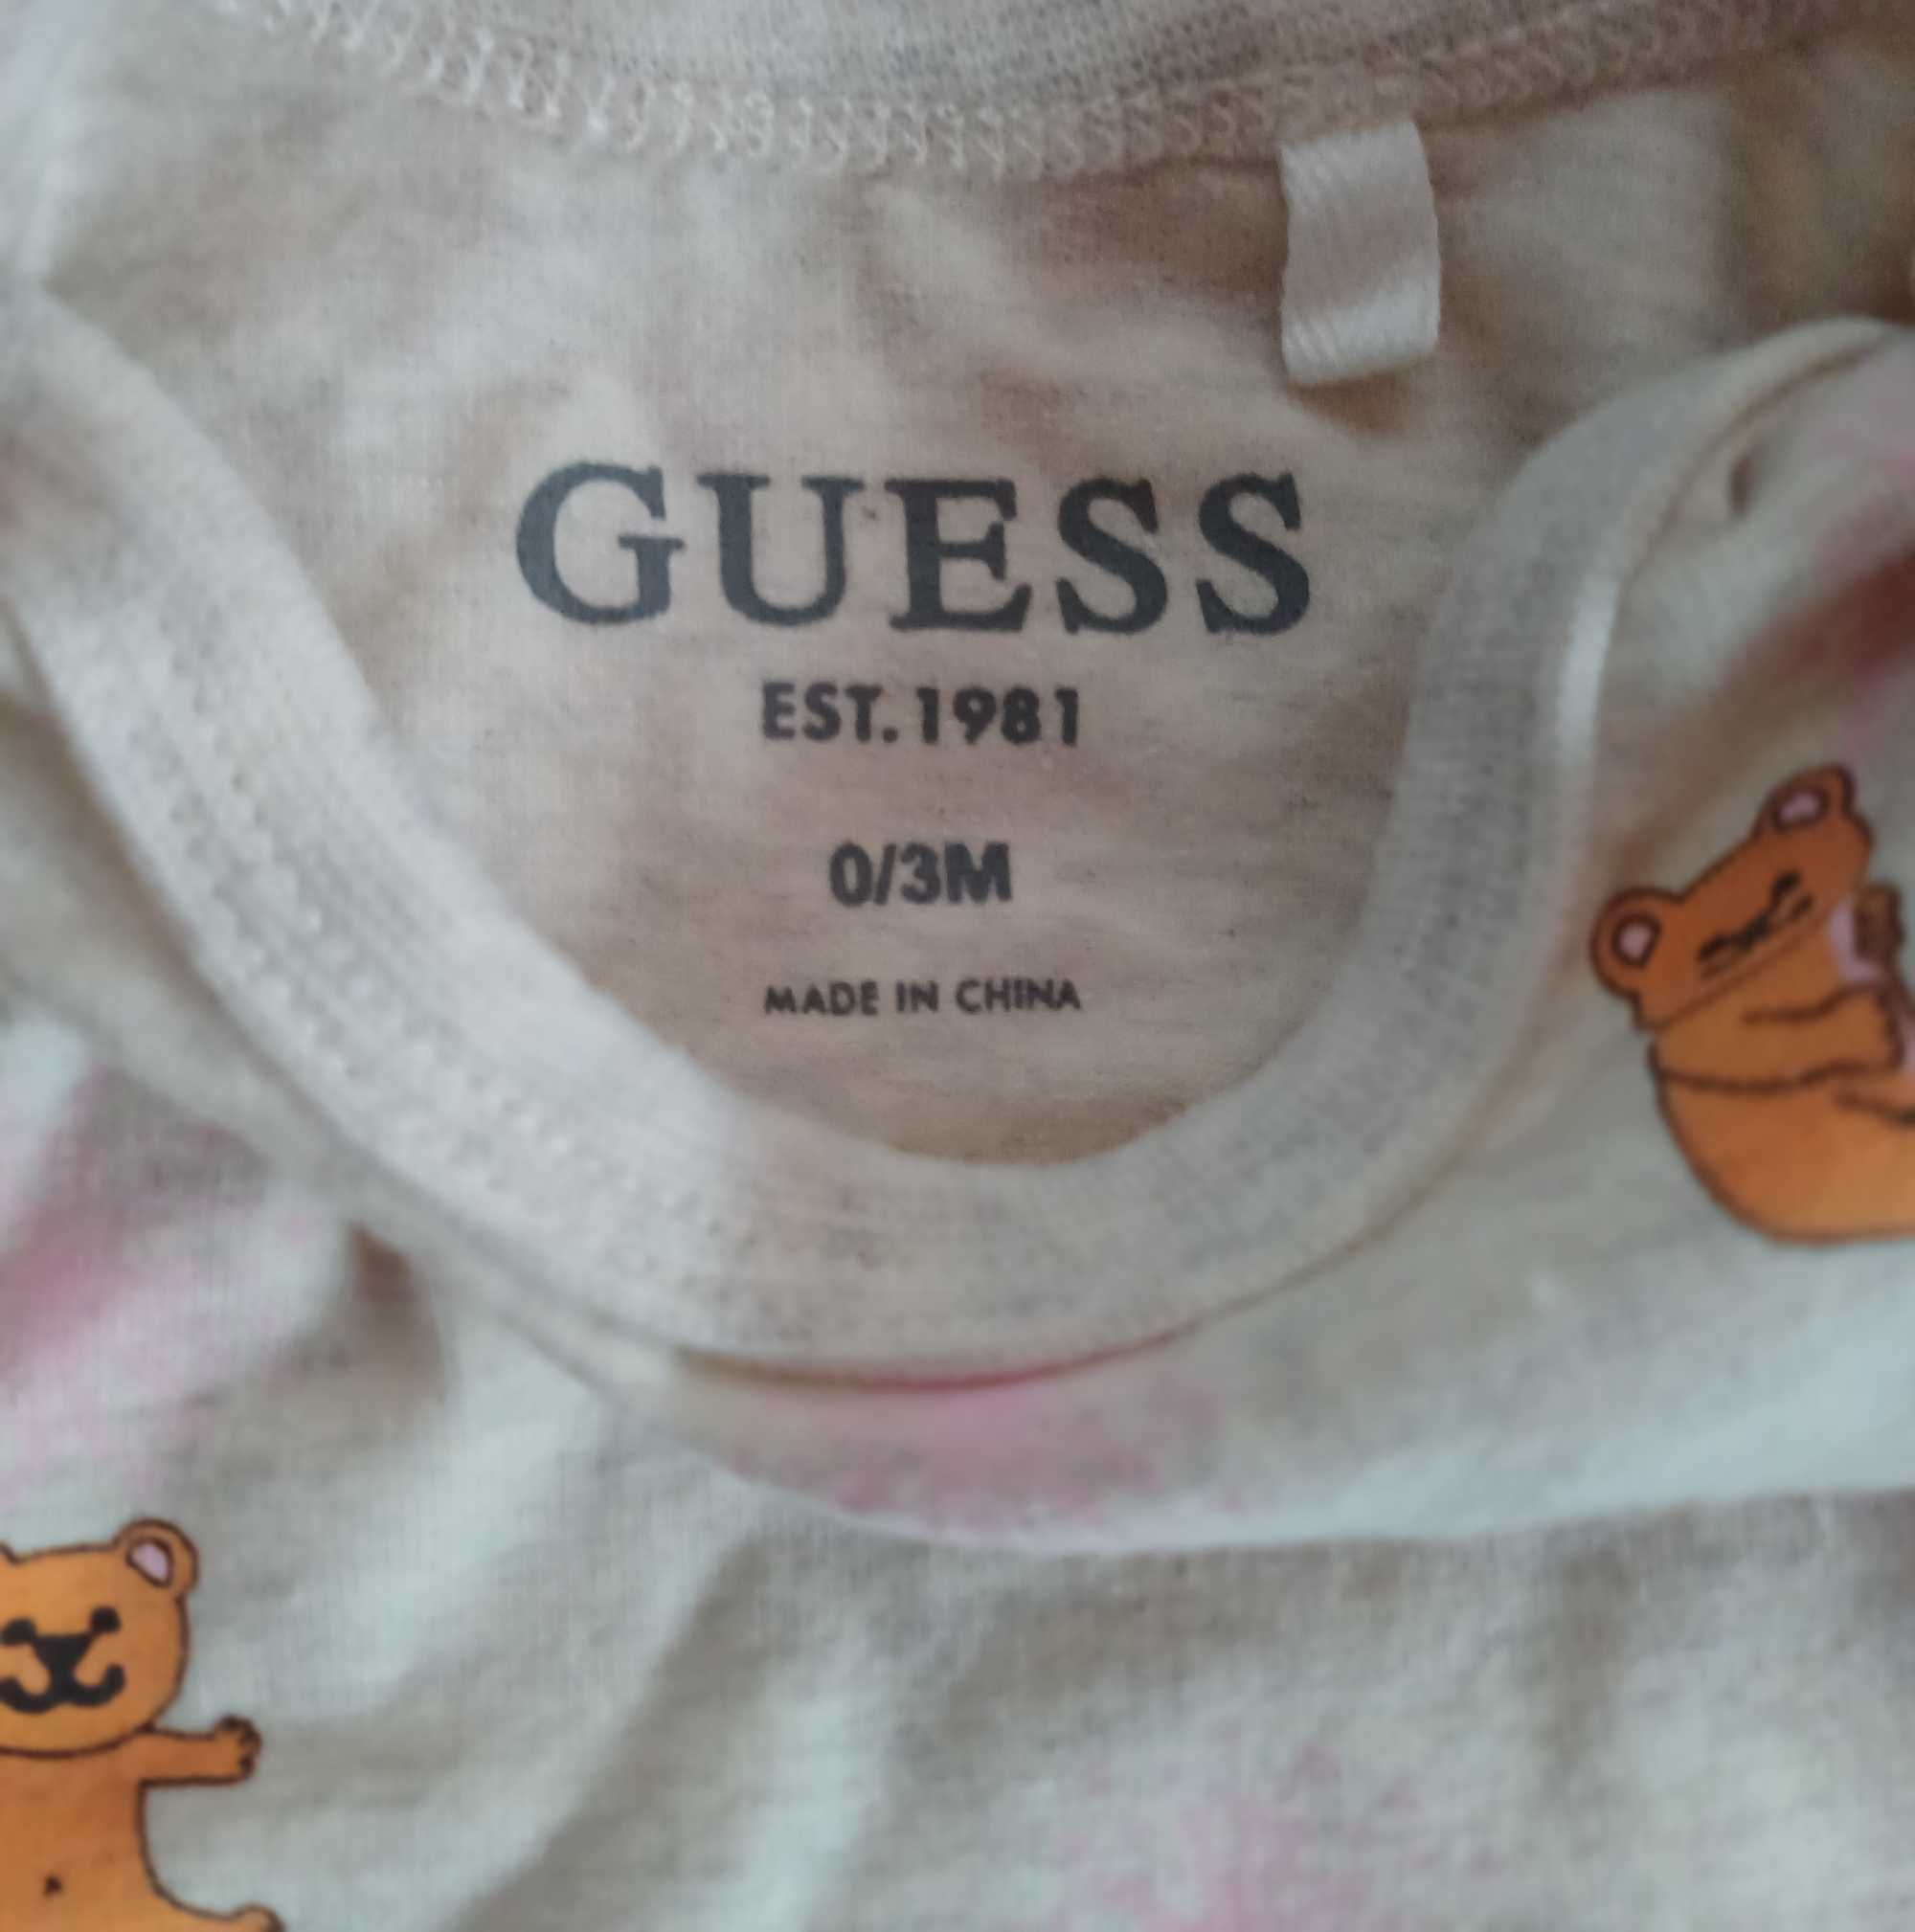 GUESS
EST. 1981
0/3M
MADE IN CHINA